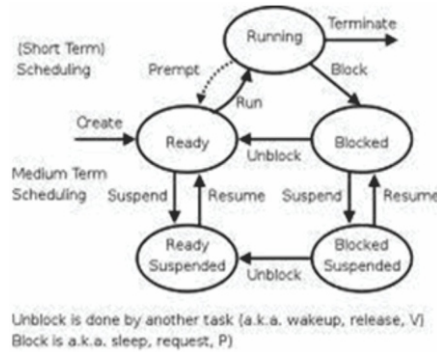 Running
Terminate
(Short Term)
Scheduling
Prempt
Block
Run
Create
Ready
Blocked
Unblock
Medium Term
Scheduling
Suspend
Resume
Suspend
Resume
Ready
Suspended
Blocked
Suspended
Unblock
Unblock is done by another task (a.k.a. wakeup, release, V)
Block is a.k.a. sleep, request, P)